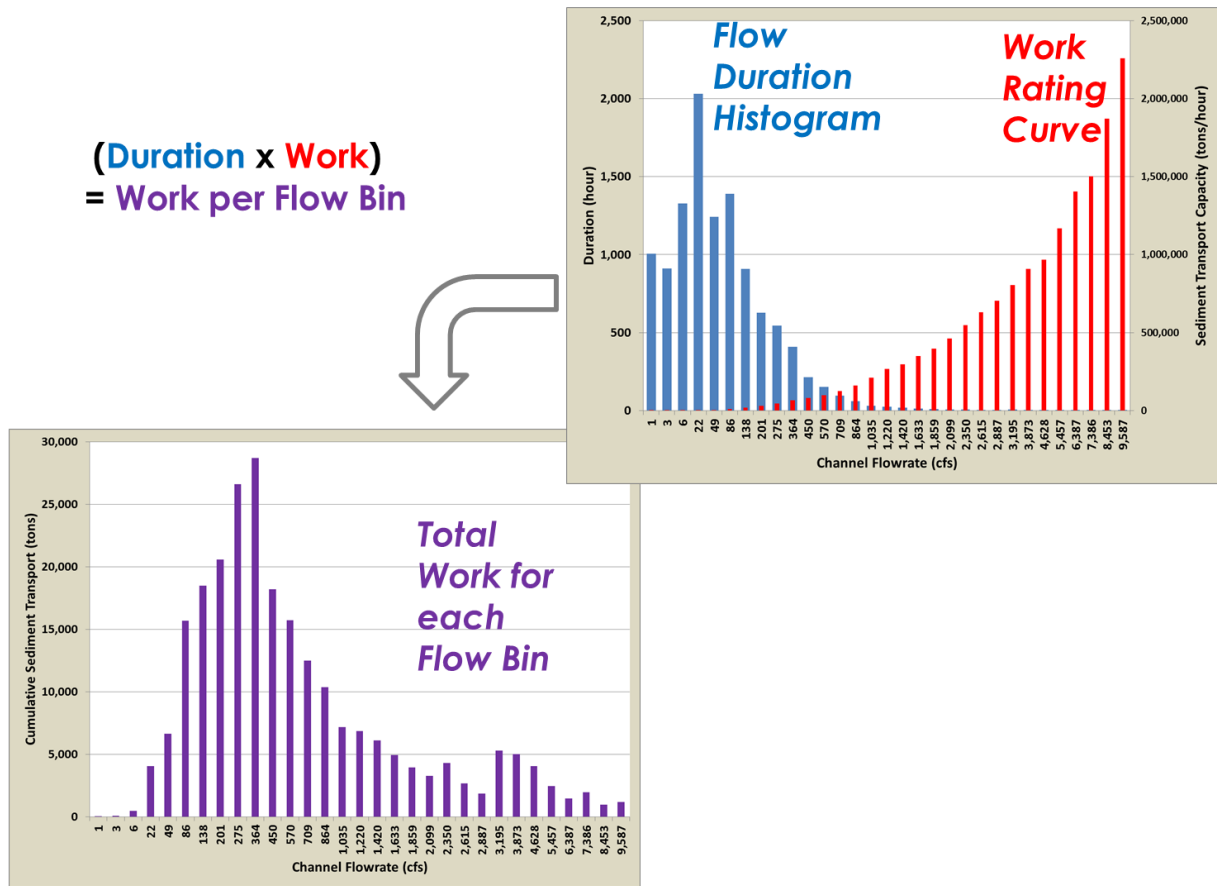 (Duration x Work)
= Work per Flow Bin
Flow
Duration
Histogram
Work
Rating
Curve
2,500
2,000
1,500
1,000
500
0
Duration (hour)
2,500,000
2,000,000
1,500,000
1,000,000
500,000
0
Sediment Transport Capacity (tons/hour)
1 3 6 22 49 86 138 201 275 364 450 570 709 864 1,035 1,220 1,420 1,633 1,859 2,099 2,350 2,615 2,887 3,195 3,873 4,628 5,457 6,387 7,386 8,453 9,587
Channel Flowrate (cfs)
Total
Work for
each
Flow Bin
30,000
25,000
20,000
15,000
10,000
5,000
0
Cumulative Sediment Transport (tons)
1 3 6 22 49 86 138 201 275 364 450 570 709 864 1,035 1,220 1,420 1,633 1,859 2,099 2,350 2,615 2,887 3,195 3,873 4,628 5,457 6,387 7,386 8,453 9,587
Channel Flowrate (cfs)